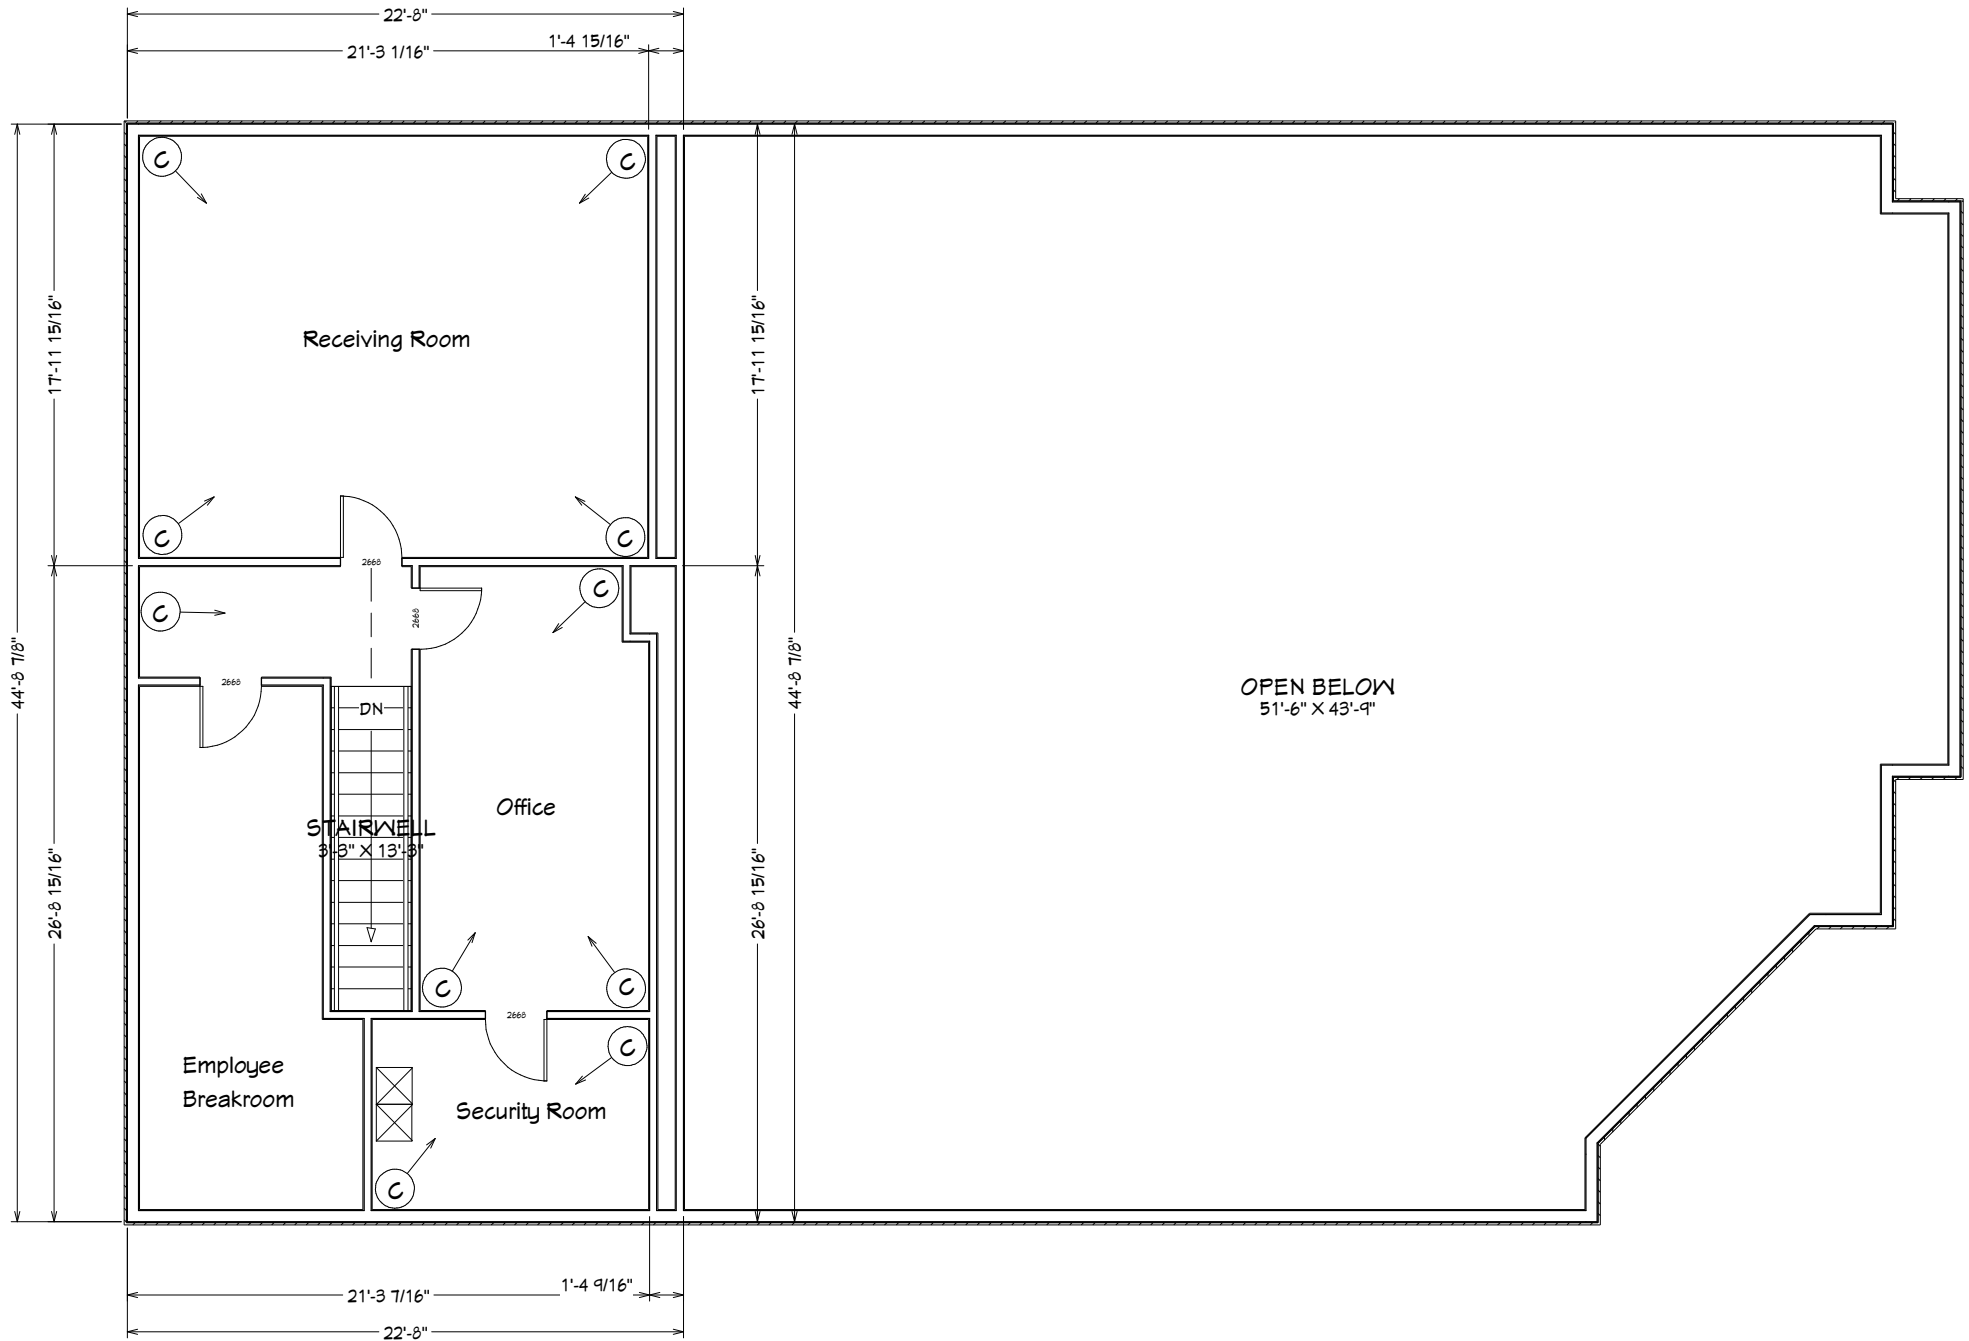 22'-8"
21'-3 1/16"
1'-4 15/16"
C
C
17'-11 15/16"
17'-11 15/16"
Receiving Room
C
C
2668
C
C
2668
44'-8 7/8"
44'-8 7/8"
2668
DN
OPEN BELOW
51'-6" X 43'-9"
Office
STAIRWELL
3'-3" X 13'-3"
26'-8 15/16"
26'-8 15/16"
C
C
2668
C
Employee
Breakroom
Security Room
C
21'-3 7/16"
1'-4 9/16"
22'-8"